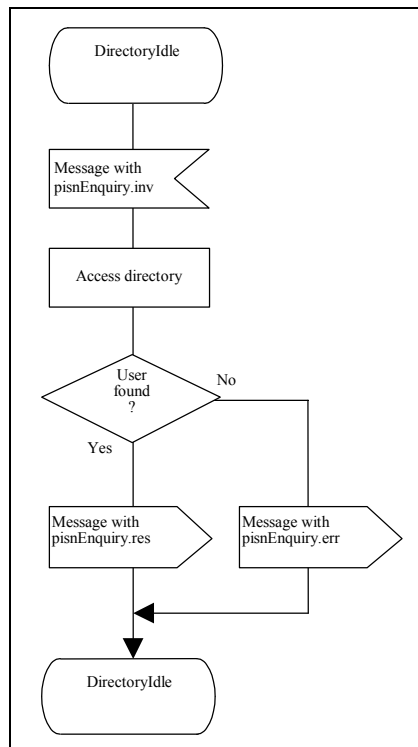 DirectoryIdle
Message with
pisnEnquiry.inv
Access directory
User
found
?
No
Yes
Message with
pisnEnquiry.res
Message with
pisnEnquiry.err
DirectoryIdle